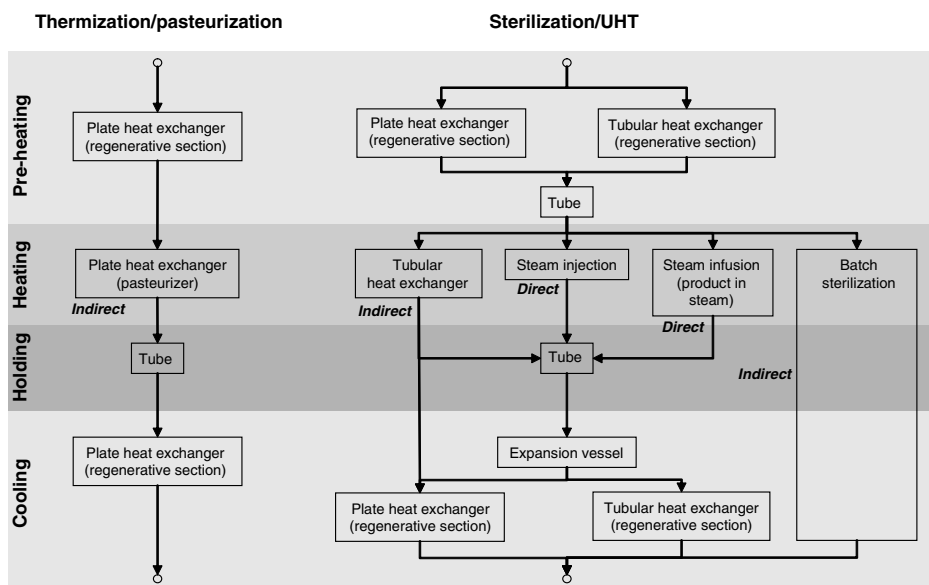 Thermization/pasteurization
Sterilization/UHT
Pre-heating
Plate heat exchanger
(regenerative section)
Plate heat exchanger
(regenerative section)
Tubular heat exchanger
(regenerative section)
Tube
Heating
Plate heat exchanger
(pasteurizer)
Indirect
Tubular
heat exchanger
Indirect
Steam injection
Direct
Steam infusion
(product in
steam)
Direct
Batch
sterilization
Holding
Tube
Tube
Indirect
Cooling
Plate heat exchanger
(regenerative section)
Expansion vessel
Plate heat exchanger
(regenerative section)
Tubular heat exchanger
(regenerative section)